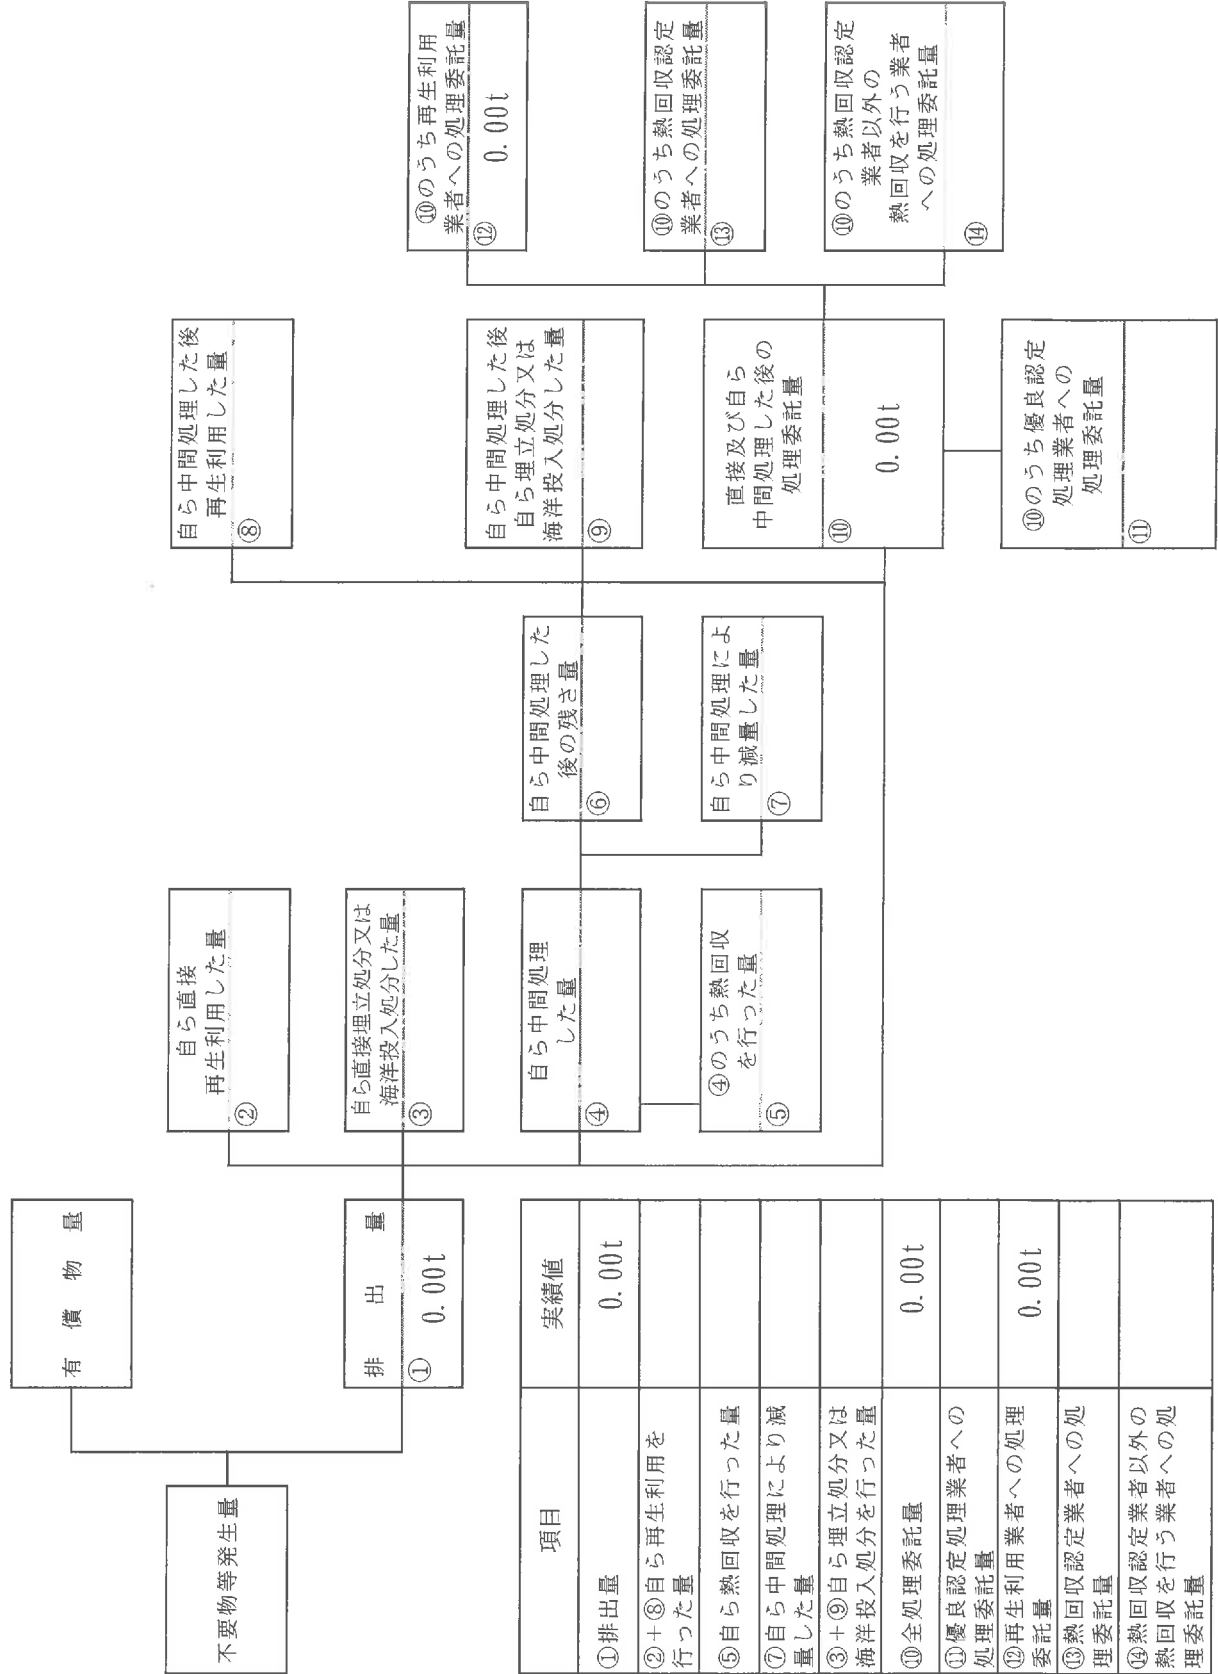 不要物等発生量
有償物量
排出量
①
0.00t
自ら直接
再生利用した量
②
自ら直接埋立処分又は
海洋投入処分した量
③
自ら中間処理
した量
④
④のうち熱回収
を行った量
⑤
自ら中間処理した
後の残さ量
⑥
自ら中間処理によ
り減量した量
⑦
自ら中間処理した後
再生利用した量
⑧
自ら中間処理した後
自ら埋立処分又は
海洋投入処分した量
⑨
直接及び自ら
中間処理した後の
処理委託量
⑩
0.00t
⑩のうち優良認定
処理業者への
処理委託量
⑪
⑩のうち再生利用
業者への処理委託量
⑫
0.00t
⑩のうち熱回収認定
業者への処理委託量
⑬
⑩のうち熱回収認定
業者以外の
熱回収を行う業者
への処理委託量
⑭
項目 実績値
①排出量 0.00t
②+⑧自ら再生利用を
行った量
⑤自ら熱回収を行った量
⑦自ら中間処理により減
量した量
③+⑨自ら埋立処分又は
海洋投入処分を行った量
⑩全処理委託量 0.00t
⑪優良認定処理業者への
処理委託量
⑫再生利用業者への処理
委託量 0.00t
⑬熱回収認定業者への処
理委託量
⑭熱回収認定業者以外の
熱回収を行う業者への処
理委託量